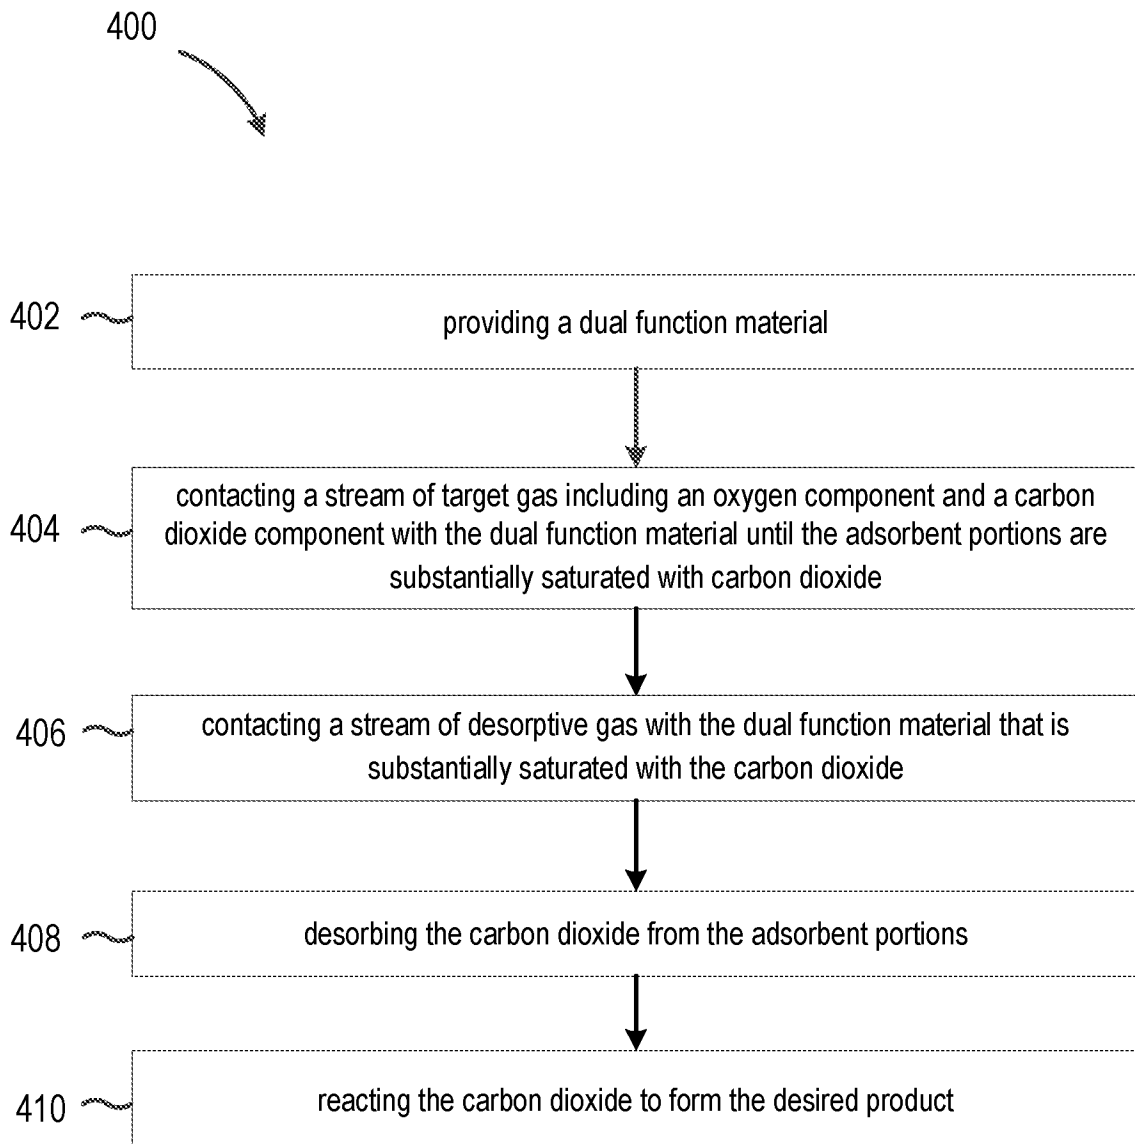 400
402
providing a dual function material
404
contacting a stream of target gas including an oxygen component and a carbon
dioxide component with the dual function material until the adsorbent portions are
substantially saturated with carbon dioxide
406
contacting a stream of desorptive gas with the dual function material that is
substantially saturated with the carbon dioxide
408
desorbing the carbon dioxide from the adsorbent portions
410
reacting the carbon dioxide to form the desired product